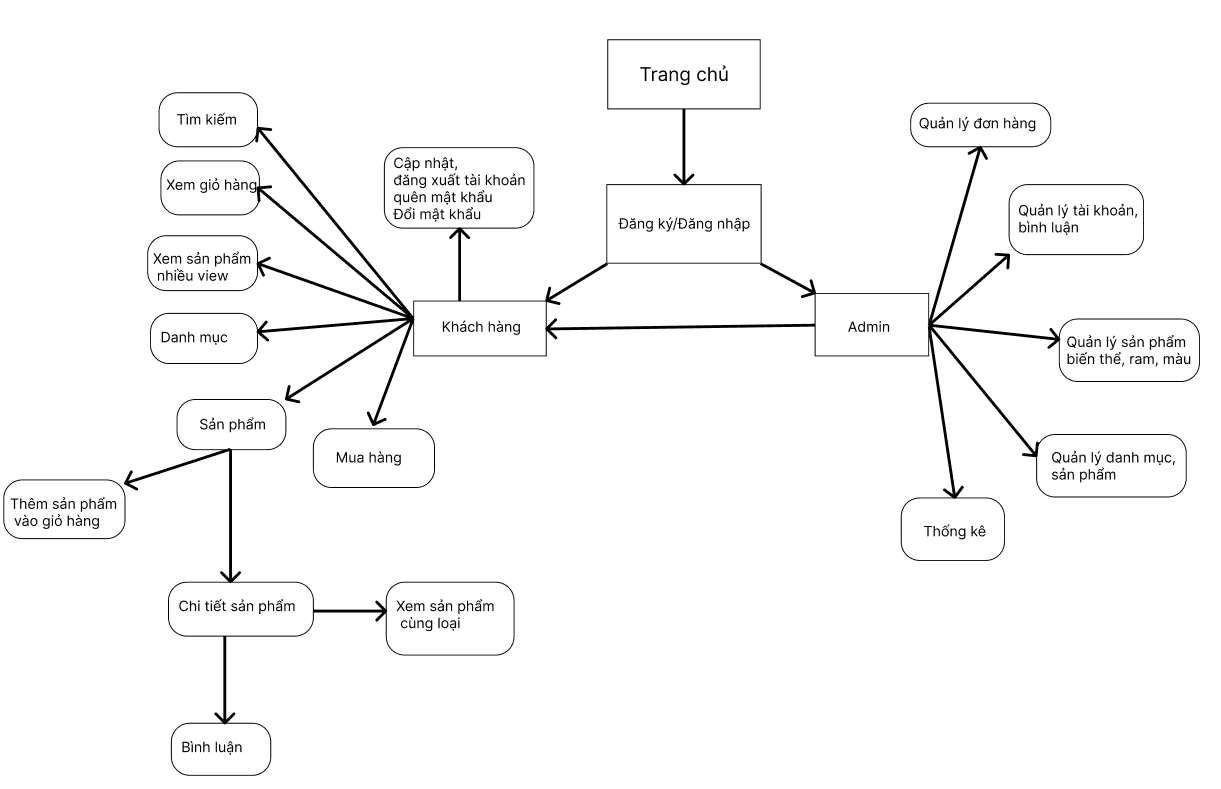 Trang chủ
Tìm kiếm
Quản lý đơn hàng
Cập nhật,
đăng xuất tài khoản
quên mật khẩu
Đổi mật khẩu
Xem giỏ hàng
Đăng ký/Đăng nhập
Quản lý tài khoản,
bình luận
Xem sản phẩm
nhiều view
Khách hàng
Admin
Danh mục
Quản lý sản phẩm
biến thể, ram, màu
Sản phẩm
Mua hàng
Quản lý danh mục,
sản phẩm
Thêm sản phẩm
vào giỏ hàng
Thống kê
Chi tiết sản phẩm
Xem sản phẩm
cùng loại
Bình luận